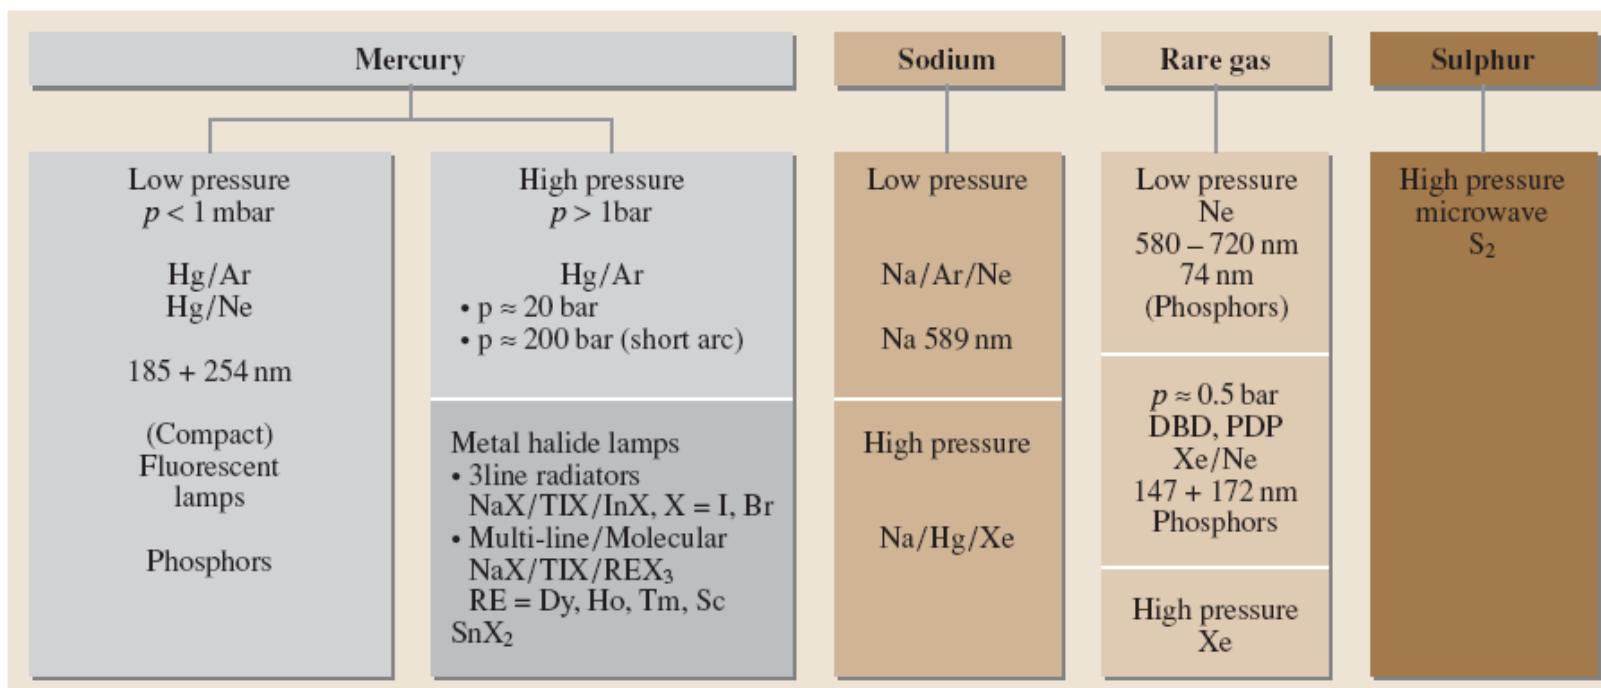 Mercury
Low pressure
p < 1 mbar
Hg/Ar
Hg/Ne
185 + 254 nm
(Compact)
Fluorescent
lamps
Phosphors
High pressure
p > 1bar
Hg/Ar
• p ≈ 20 bar
• p ≈ 200 bar (short arc)
Metal halide lamps
• 3line radiators
NaX/TIX/InX, X = I, Br
• Multi-line/Molecular
NaX/TIX/REX₃
RE = Dy, Ho, Tm, Sc
SnX₂
Sodium
Low pressure
Na/Ar/Ne
Na 589 nm
High pressure
Na/Hg/Xe
Rare gas
Low pressure
Ne
580 – 720 nm
74 nm
(Phosphors)
p ≈ 0.5 bar
DBD, PDP
Xe/Ne
147 + 172 nm
Phosphors
High pressure
Xe
Sulphur
High pressure
microwave
S₂